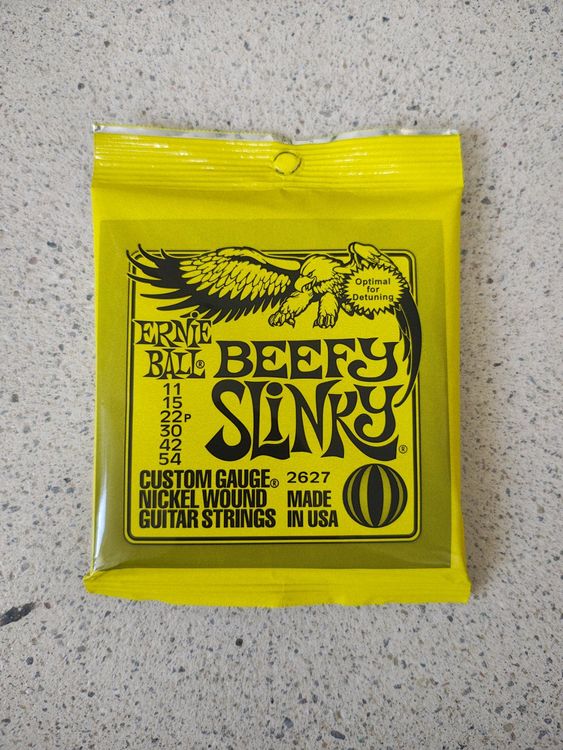 Optimal
for
Detuning
ERNIE
BALL®
BEEFY
SLINKY®
11
15
22P
30
42
54
CUSTOM GAUGE® 2627
NICKEL WOUND MADE
GUITAR STRINGS IN USA